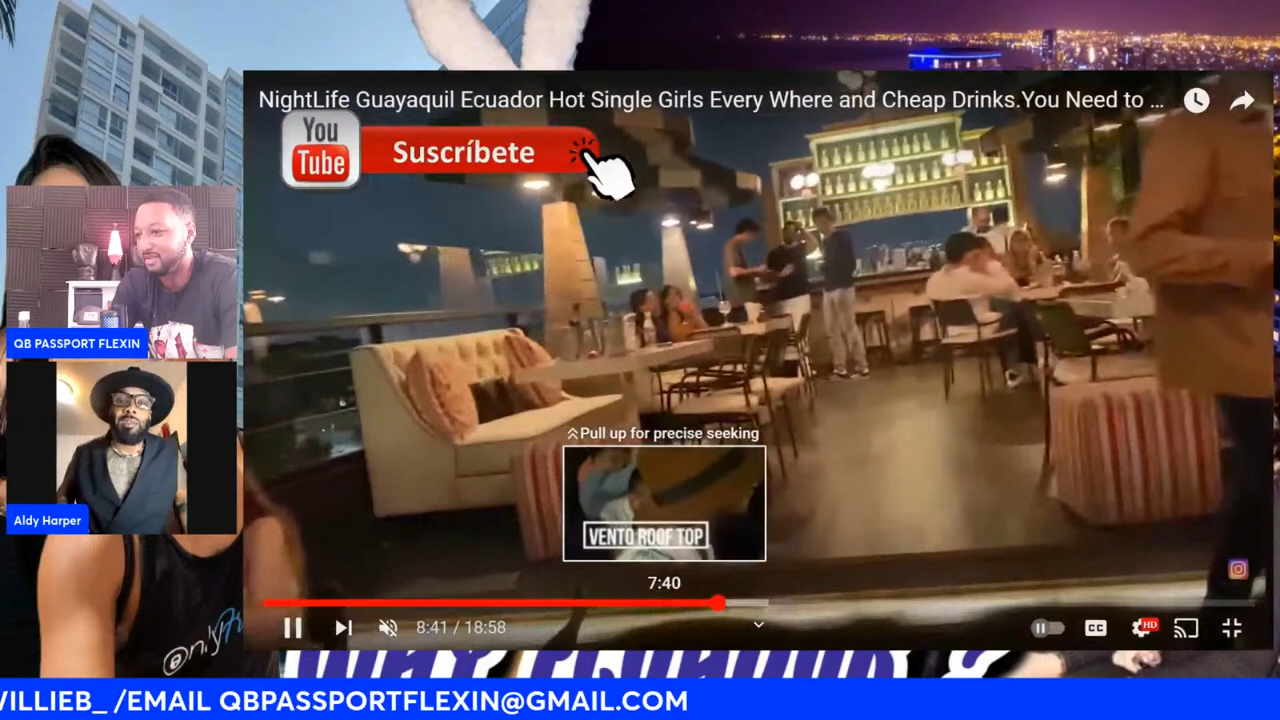 NightLife Guayaquil Ecuador Hot Single Girls Every Where and Cheap Drinks.You Need to ...
You
Tube
Suscríbete
QB PASSPORT FLEXIN
Aldy Harper
Pull up for precise seeking
VENTO ROOF TOP
7:40
8:41 / 18:58
CC
HD
VILLIEB_ /EMAIL QBPASSPORTFLEXIN@GMAIL.COM